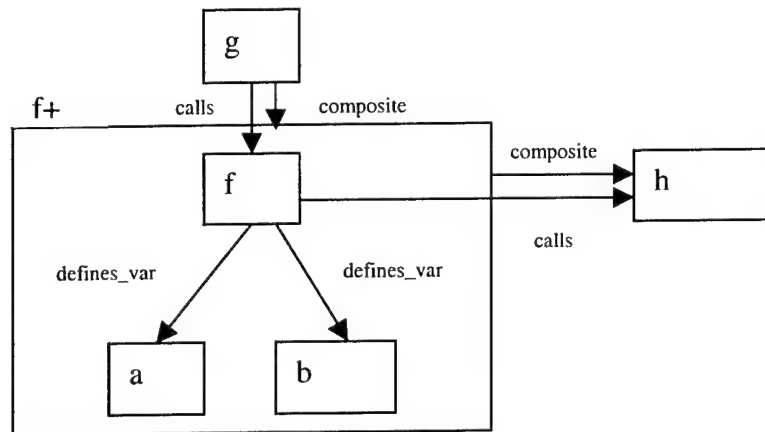 g
f+
calls
composite
f
composite
h
calls
defines_var
defines_var
a
b